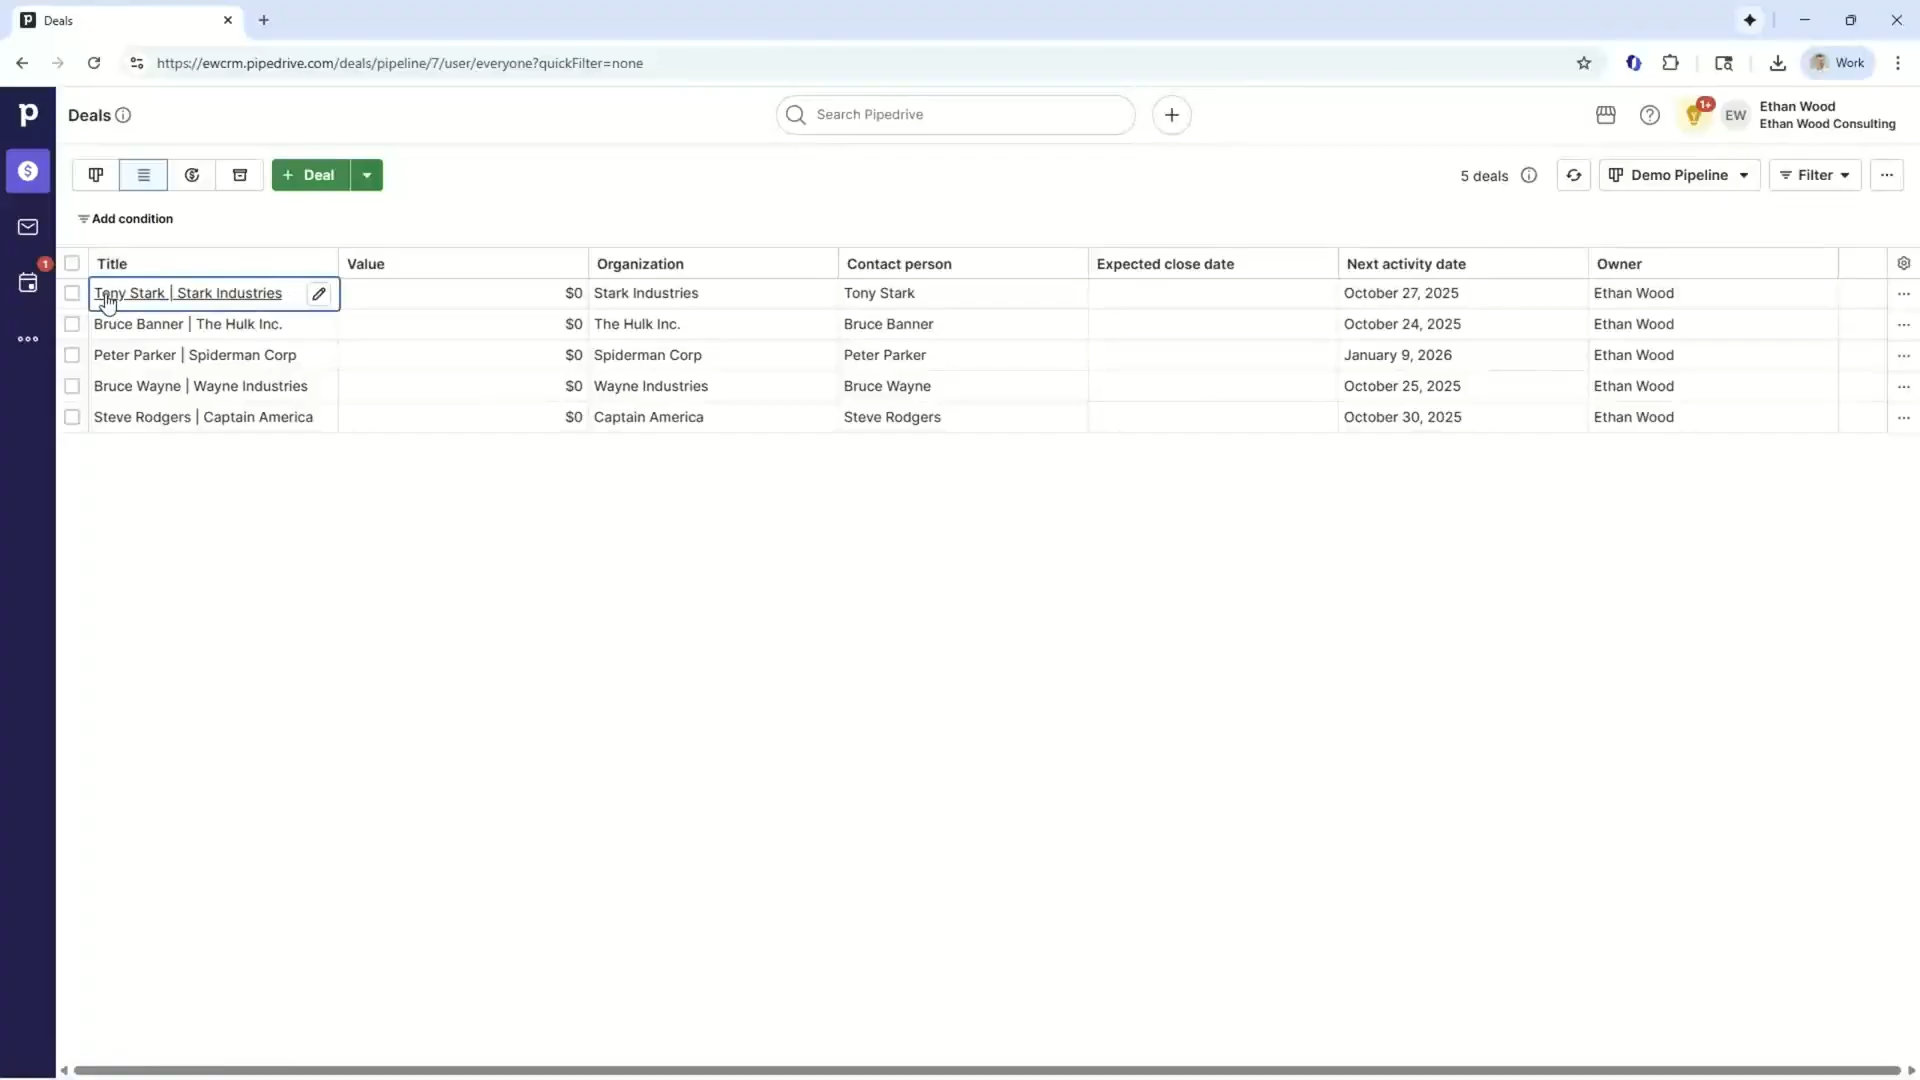 Deals
https://ewcrm.pipedrive.com/deals/pipeline/7/user/everyone?quickFilter=none
Work
p
Deals
Search Pipedrive
1+
EW
Ethan Wood
Ethan Wood Consulting
+ Deal
5 deals
Demo Pipeline
Filter
Add condition
1
Title Value Organization Contact person Expected close date Next activity date Owner
Tony Stark | Stark Industries $0 Stark Industries Tony Stark October 27, 2025 Ethan Wood
Bruce Banner | The Hulk Inc. $0 The Hulk Inc. Bruce Banner October 24, 2025 Ethan Wood
Peter Parker | Spiderman Corp $0 Spiderman Corp Peter Parker January 9, 2026 Ethan Wood
Bruce Wayne | Wayne Industries $0 Wayne Industries Bruce Wayne October 25, 2025 Ethan Wood
Steve Rodgers | Captain America $0 Captain America Steve Rodgers October 30, 2025 Ethan Wood